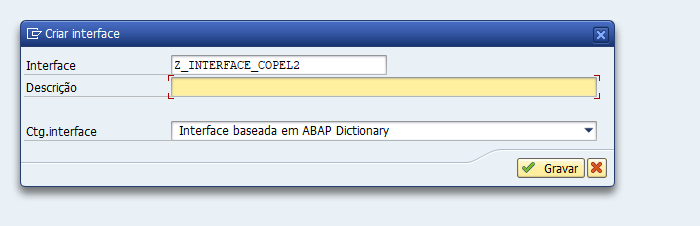 Criar interface
Interface Z_INTERFACE_COPEL2
Descrição
Ctg.interface Interface baseada em ABAP Dictionary
Gravar